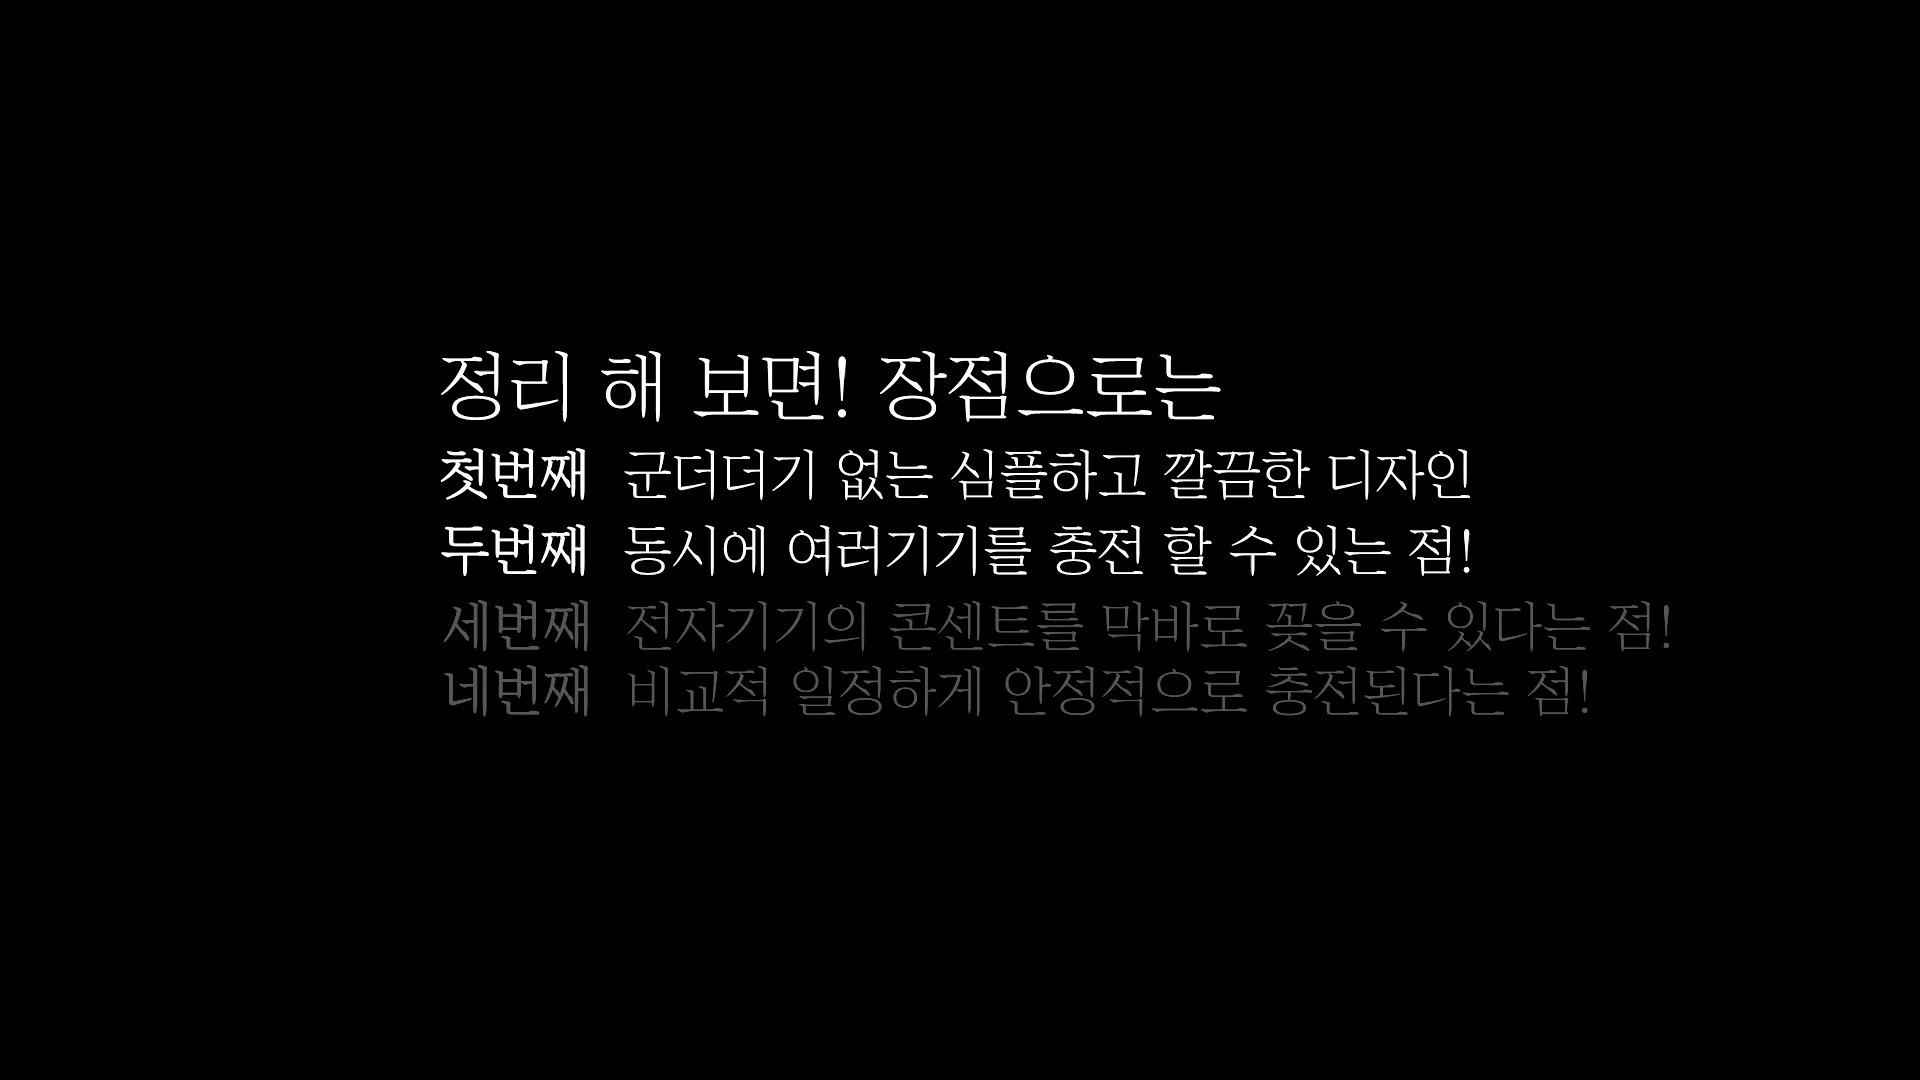 정리 해 보면! 장점으로는
첫번째 군더더기 없는 심플하고 깔끔한 디자인
두번째 동시에 여러기기를 충전 할 수 있는 점!
세번째 전자기기의 콘센트를 막바로 꽂을 수 있다는 점!
네번째 비교적 일정하게 안정적으로 충전된다는 점!